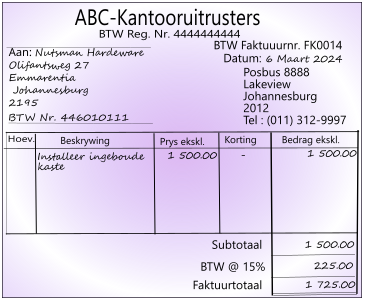 ABC-Kantooruitrusters
BTW Reg. Nr. 4444444444
BTW Faktuuurnr. FK0014
Datum: 6 Maart 2024
Aan: Nutsman Hardeware
Olifantsweg 27
Emmarentia
Johannesburg
2195
BTW Nr. 446010111
Posbus 8888
Lakeview
Johannesburg
2012
Tel : (011) 312-9997
Hoev. Beskrywing Prys ekskl. Korting Bedrag ekskl.
Installeer ingeboude 1 500.00 - 1 500.00
kaste
Subtotaal 1 500.00
BTW @ 15% 225.00
Faktuurtotaal 1 725.00